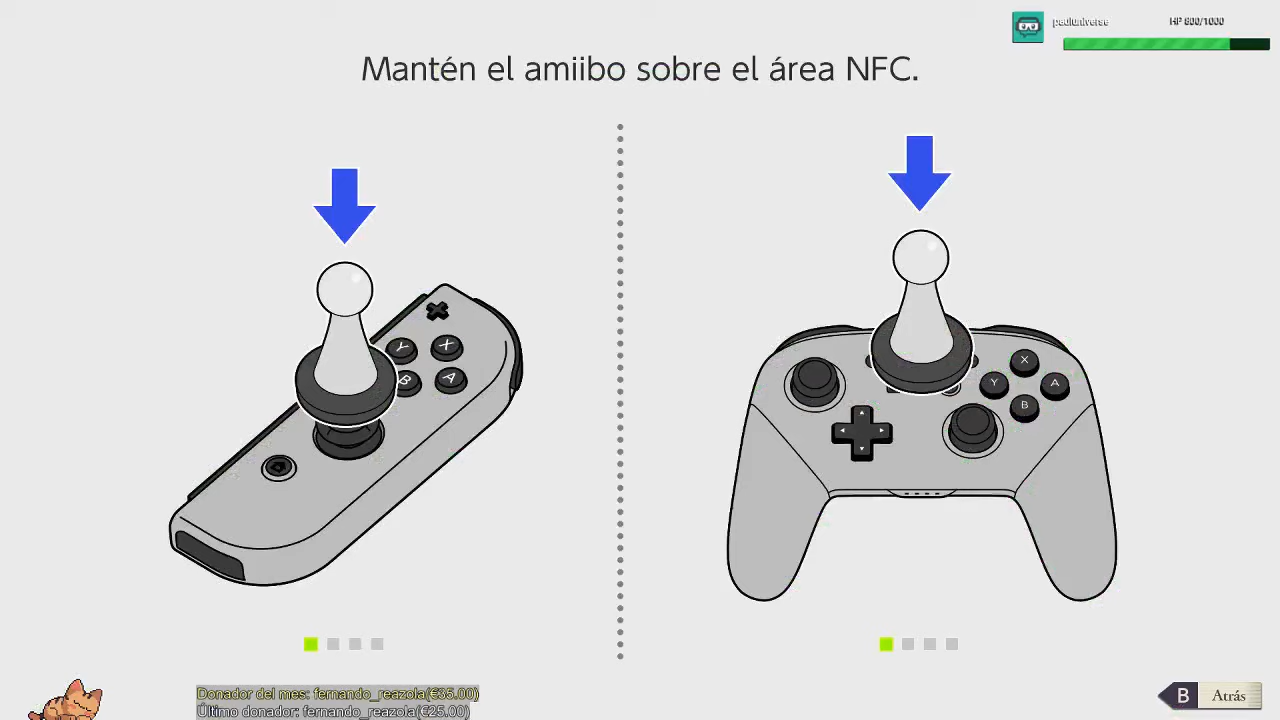 paoluniverse HP 800/1000
Mantén el amiibo sobre el área NFC.
Y X
B A
X
Y A
B
Donador del mes: fernando_reazola(€35.00)
Último donador: fernando_reazola(€25.00)
B Atrás